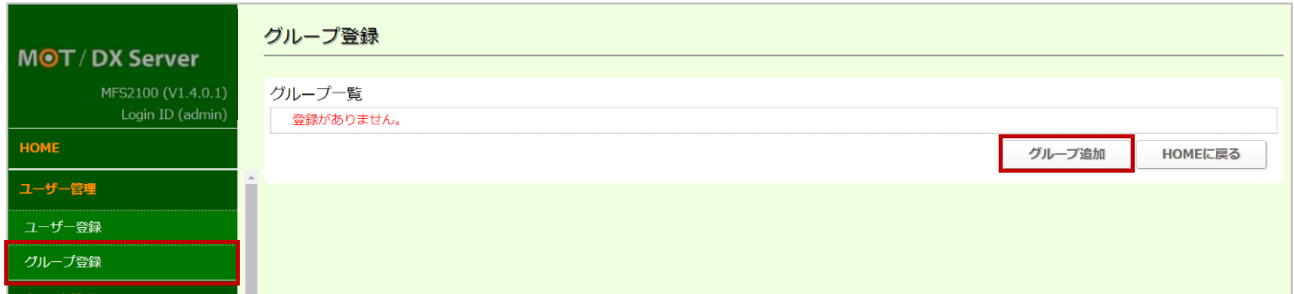 MOT/DX Server
MFS2100 (V1.4.0.1)
Login ID (admin)
HOME
ユーザー管理
ユーザー登録
グループ登録
グループ登録
グループ一覧
登録がありません。
グループ追加
HOMEに戻る